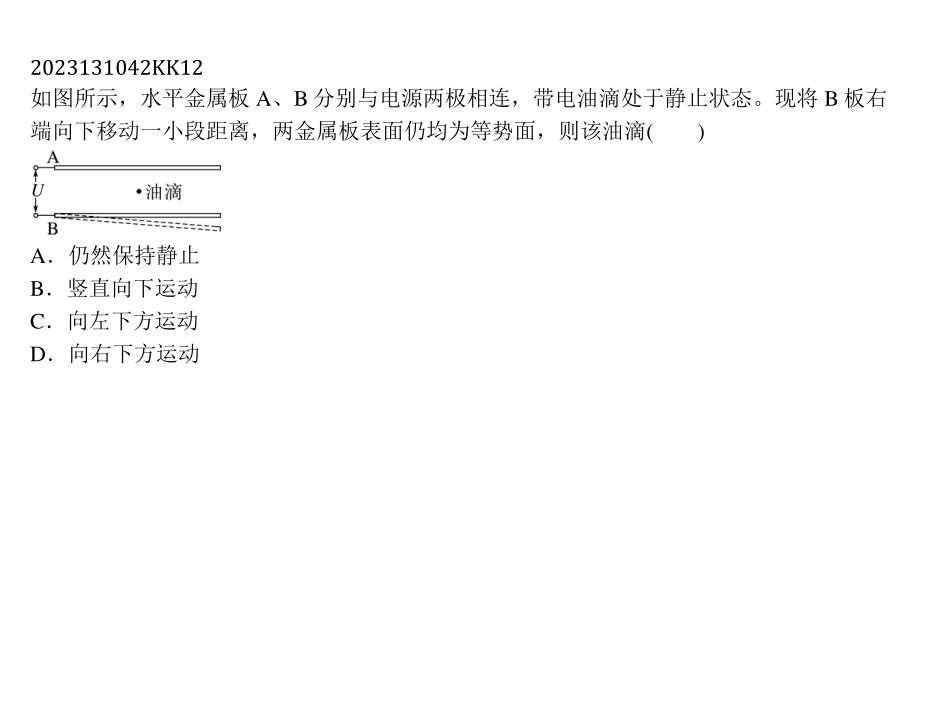 2023131042KK12
如图所示，水平金属板 A、B 分别与电源两极相连，带电油滴处于静止状态。现将 B 板右
端向下移动一小段距离，两金属板表面仍均为等势面，则该油滴(　　)
A
U
•油滴
B
A．仍然保持静止
B．竖直向下运动
C．向左下方运动
D．向右下方运动